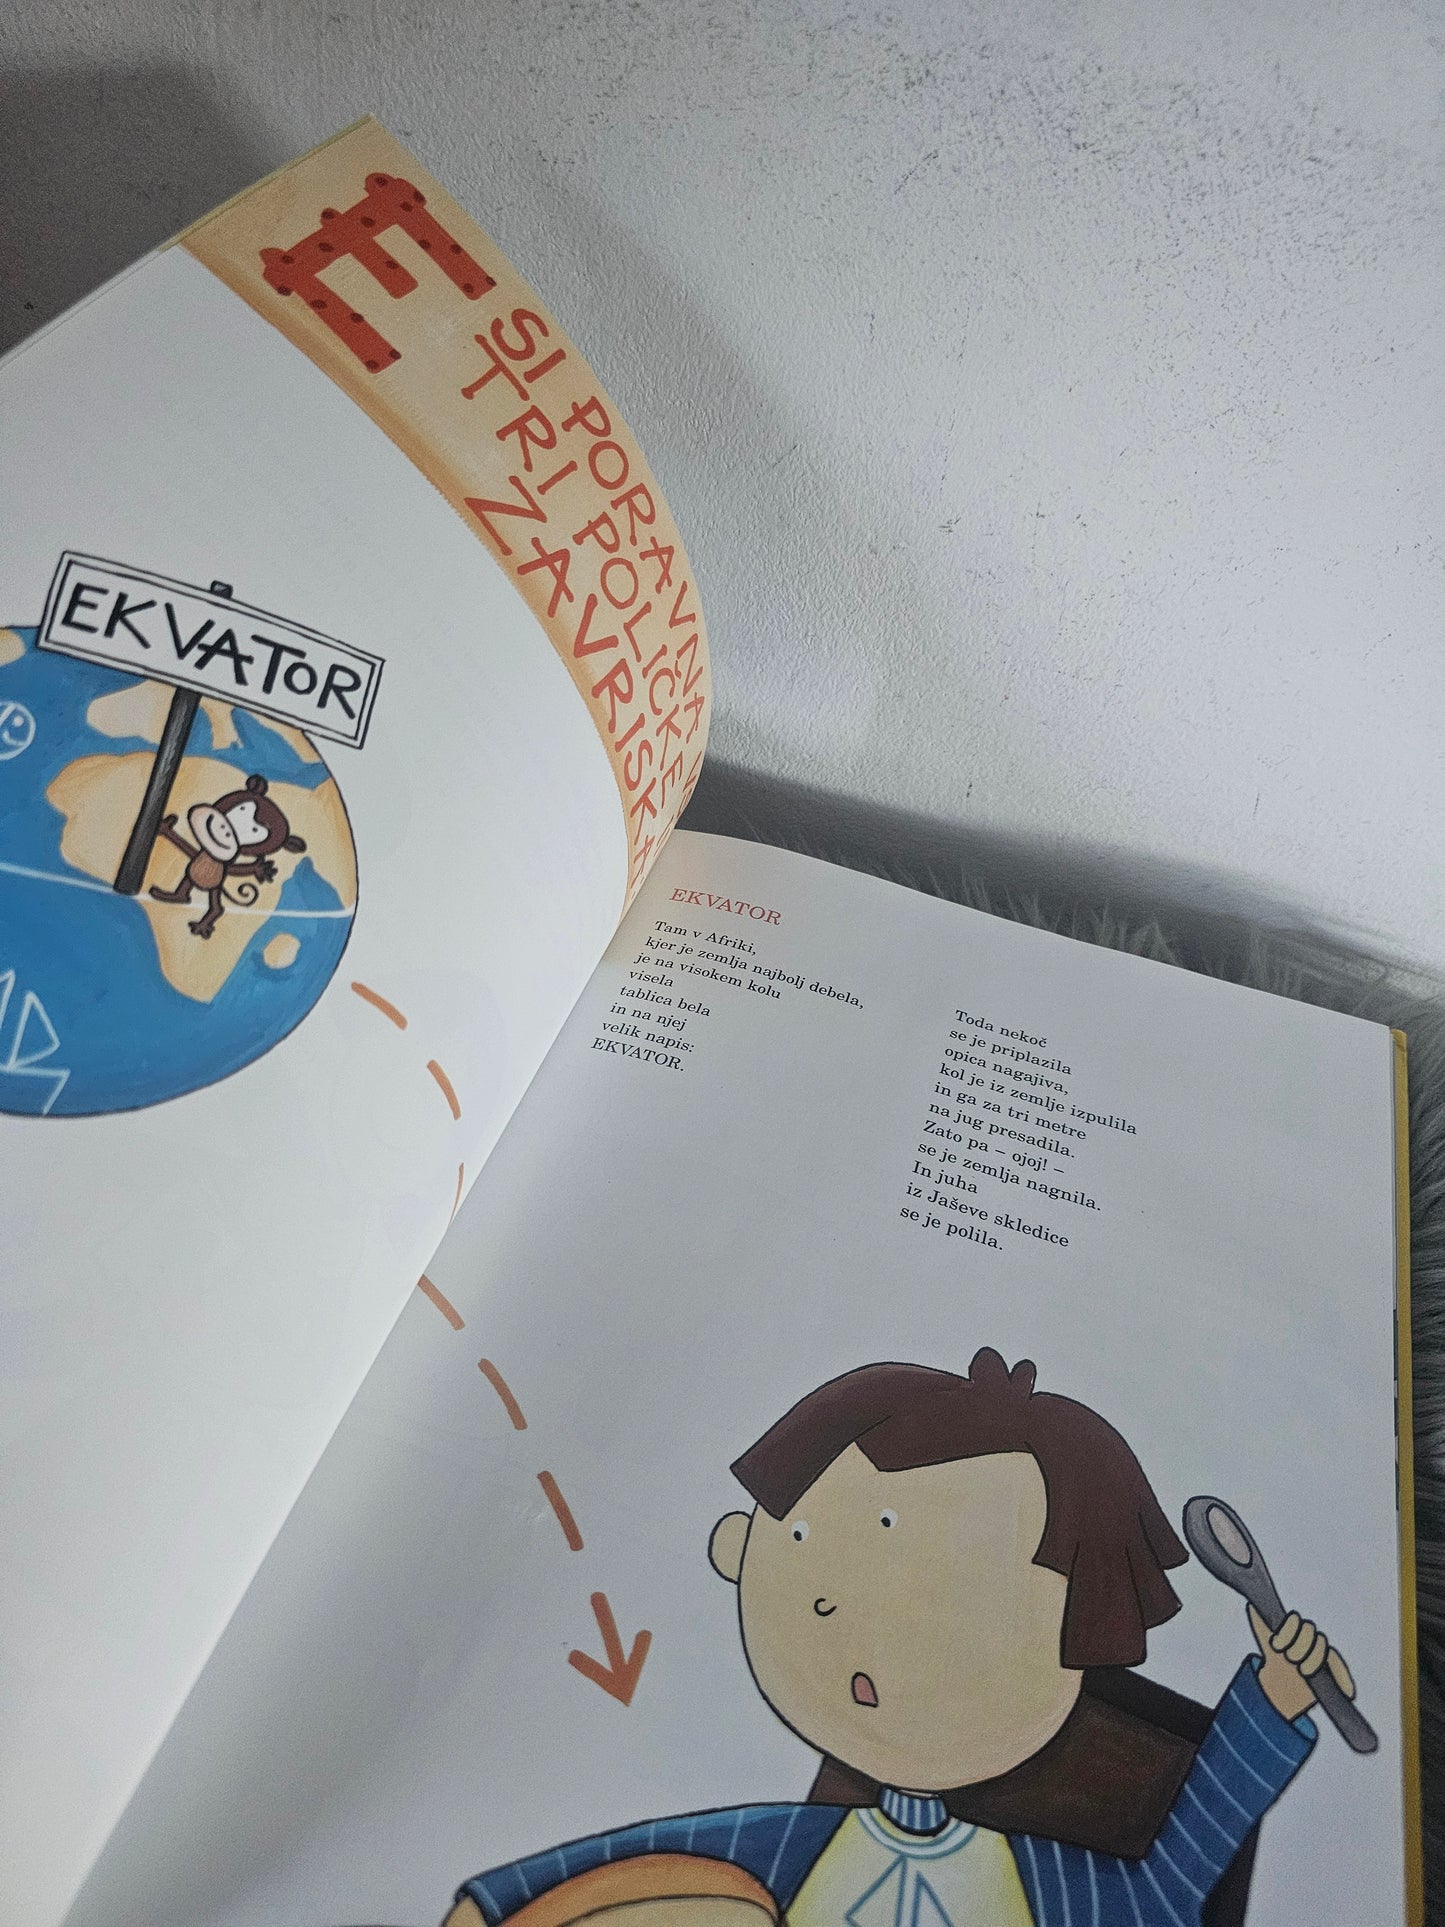 E
SI PORAVNA
TRI POLIČKE
ZAVRISKA
EKVATOR
EKVATOR
Tam v Afriki,
kjer je zemlja najbolj debela,
je na visokem kolu
visela
tablica bela
in na njej
velik napis:
EKVATOR.
Toda nekoč
se je priplazila
opica nagajiva,
kol je iz zemlje izpulila
in ga za tri metre
na jug presadila.
Zato pa – ojoj! –
se je zemlja nagnila.
In juha
iz Jaševe skledice
se je polila.